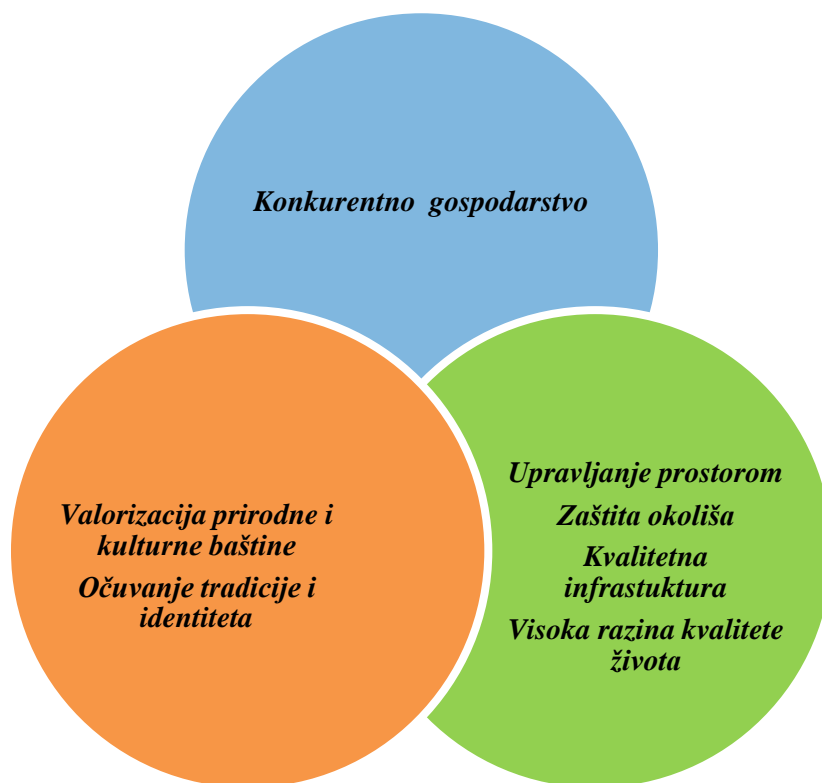 Konkurentno gospodarstvo
Valorizacija prirodne i
kulturne baštine
Očuvanje tradicije i
identiteta
Upravljanje prostorom
Zaštita okoliša
Kvalitetna
infrastuktura
Visoka razina kvalitete
života